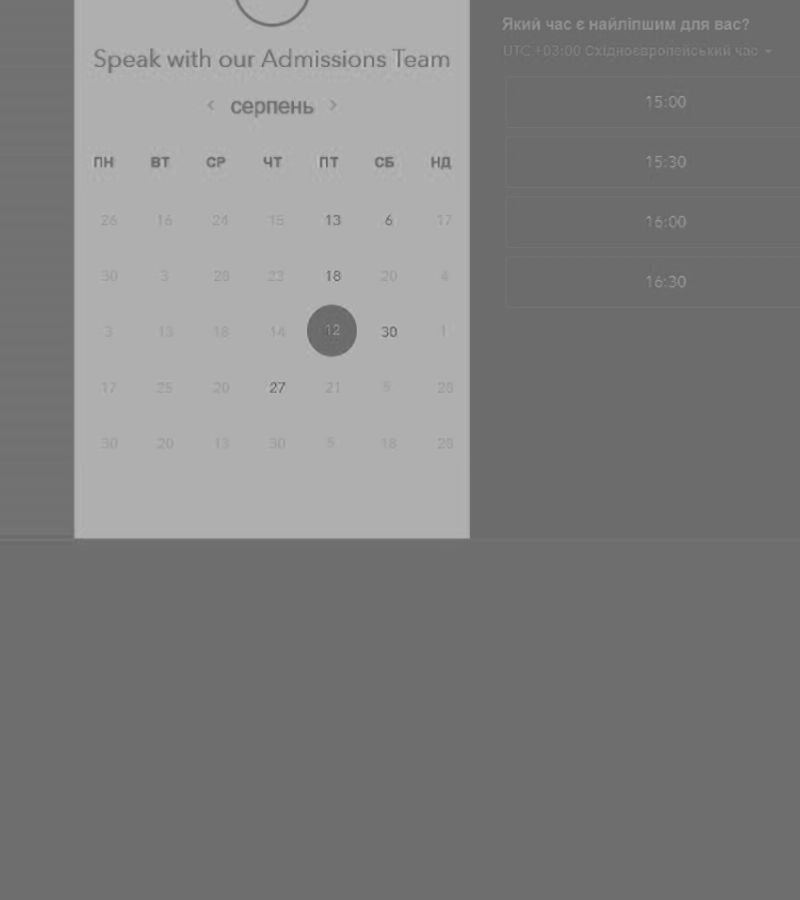 Speak with our Admissions Team
серпень
ПН ВТ СР ЧТ ПТ СБ НД
26 16 24 15 13 6 17
30 3 28 23 18 20 4
3 13 18 14 12 30 1
17 25 20 27 21 5 28
30 20 13 30 5 18 28
Який час є найліпшим для вас?
UTC +03:00 Східноєвропейський час
15:00
15:30
16:00
16:30